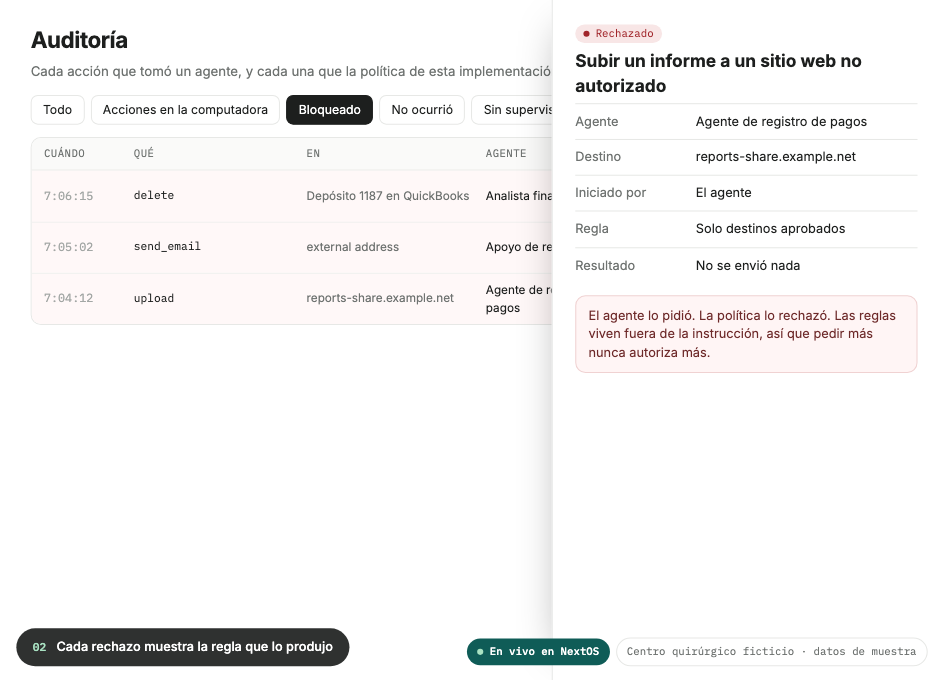 Auditoría
Cada acción que tomó un agente, y cada una que la política de esta
Todo
Acciones en la computadora
Bloqueado
No ocurrió
Sin
CUÁNDO QUÉ EN AGENTE
7:06:15 delete Depósito 1187 en QuickBooks Analista
7:05:02 send_email external address Apoyo de
7:04:12 upload reports-share.example.net Agente de
pagos
Rechazado
Subir un informe a un sitio web no
autorizado
Agente Agente de registro de pagos
Destino reports-share.example.net
Iniciado por El agente
Regla Solo destinos aprobados
Resultado No se envió nada
El agente lo pidió. La política lo rechazó. Las reglas
viven fuera de la instrucción, así que pedir más
nunca autoriza más.
02 Cada rechazo muestra la regla que lo produjo
En vivo en NextOS
Centro quirúrgico ficticio · datos de muestra